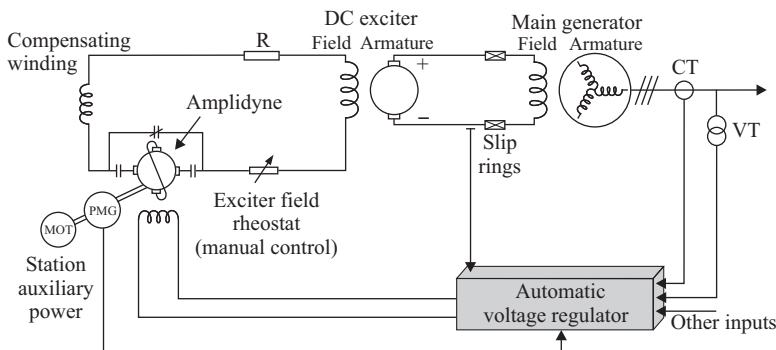 DC exciter
Main generator
Compensating
winding
R
Field Armature
Field Armature
CT
Amplidyne
+
−
VT
Slip
rings
Exciter field
rheostat
(manual control)
PMG
MOT
Station
auxiliary
power
Automatic
voltage regulator
Other inputs